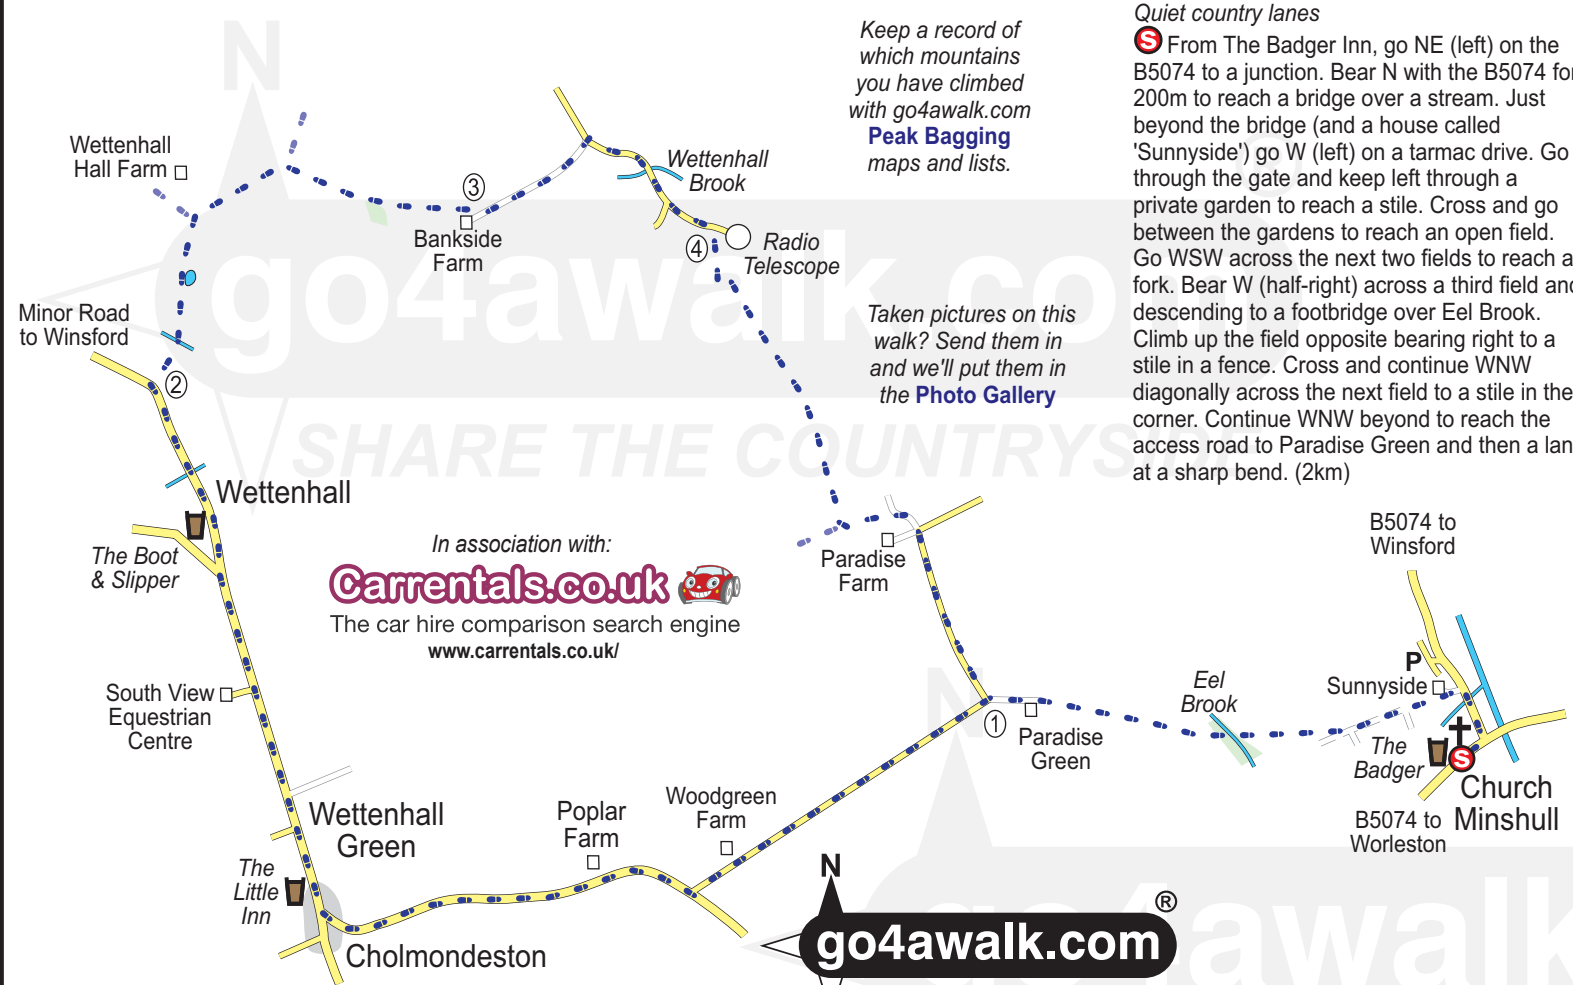 Keep a record of
which mountains
you have climbed
with go4awalk.com
Peak Bagging
maps and lists.
Quiet country lanes
S From The Badger Inn, go NE (left) on the
B5074 to a junction. Bear N with the B5074 for
200m to reach a bridge over a stream. Just
beyond the bridge (and a house called
'Sunnyside') go W (left) on a tarmac drive. Go
through the gate and keep left through a
private garden to reach a stile. Cross and go
between the gardens to reach an open field.
Go WSW across the next two fields to reach a
fork. Bear W (half-right) across a third field and
descending to a footbridge over Eel Brook.
Climb up the field opposite bearing right to a
stile in a fence. Cross and continue WNW
diagonally across the next field to a stile in the
corner. Continue WNW beyond to reach the
access road to Paradise Green and then a lan
at a sharp bend. (2km)
N
Wettenhall
Hall Farm
3
Bankside
Farm
Wettenhall
Brook
4
Radio
Telescope
go4awalk.com
SHARE THE COUNTRYSIDE
Minor Road
to Winsford
2
Taken pictures on this
walk? Send them in
and we'll put them in
the Photo Gallery
Wettenhall
The Boot
& Slipper
In association with:
Carrentals.co.uk
The car hire comparison search engine
www.carrentals.co.uk/
Paradise
Farm
B5074 to
Winsford
South View
Equestrian
Centre
N
1
Paradise
Green
Eel
Brook
P
Sunnyside
The
Badger
S
Church
Minshull
B5074 to
Worleston
Wettenhall
Green
Poplar
Farm
Woodgreen
Farm
The
Little
Inn
Cholmondeston
N
go4awalk.com
®
go4awalk